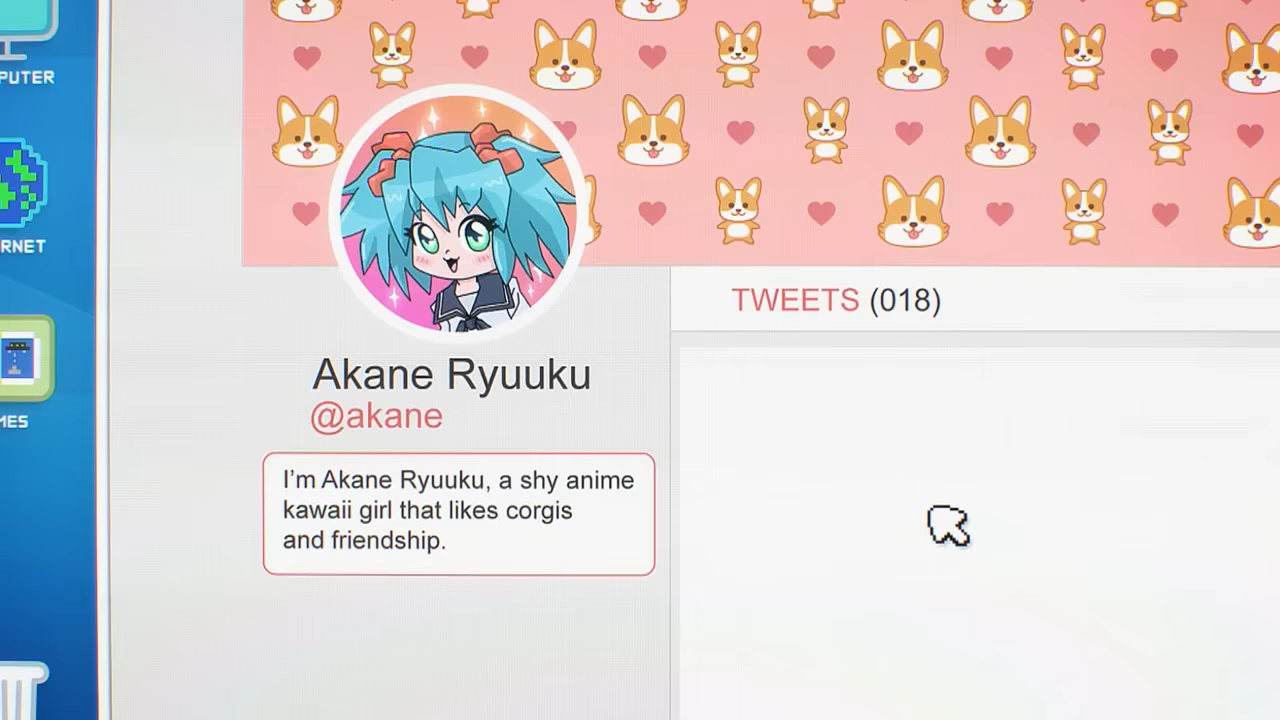 PUTER
RNET
MES
TWEETS (018)
Akane Ryuuku
@akane
I'm Akane Ryuuku, a shy anime
kawaii girl that likes corgis
and friendship.